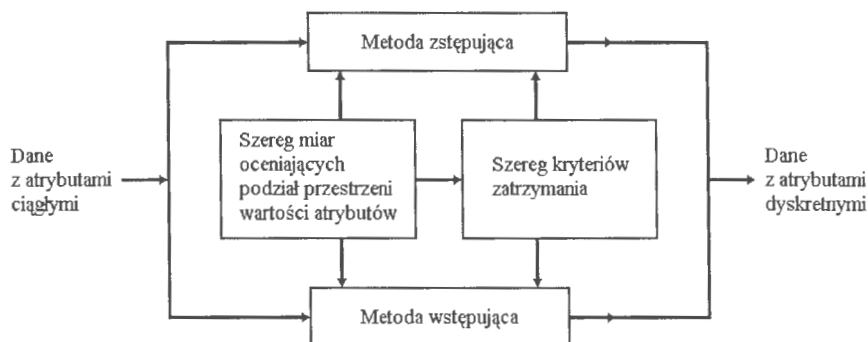 Metoda zstępująca
Dane
z atrybutami
ciągłymi
Szereg miar
oceniających
podział przestrzeni
wartości atrybutów
Szereg kryteriów
zatrzymania
Dane
z atrybutami
dyskretnymi
Metoda wstępująca